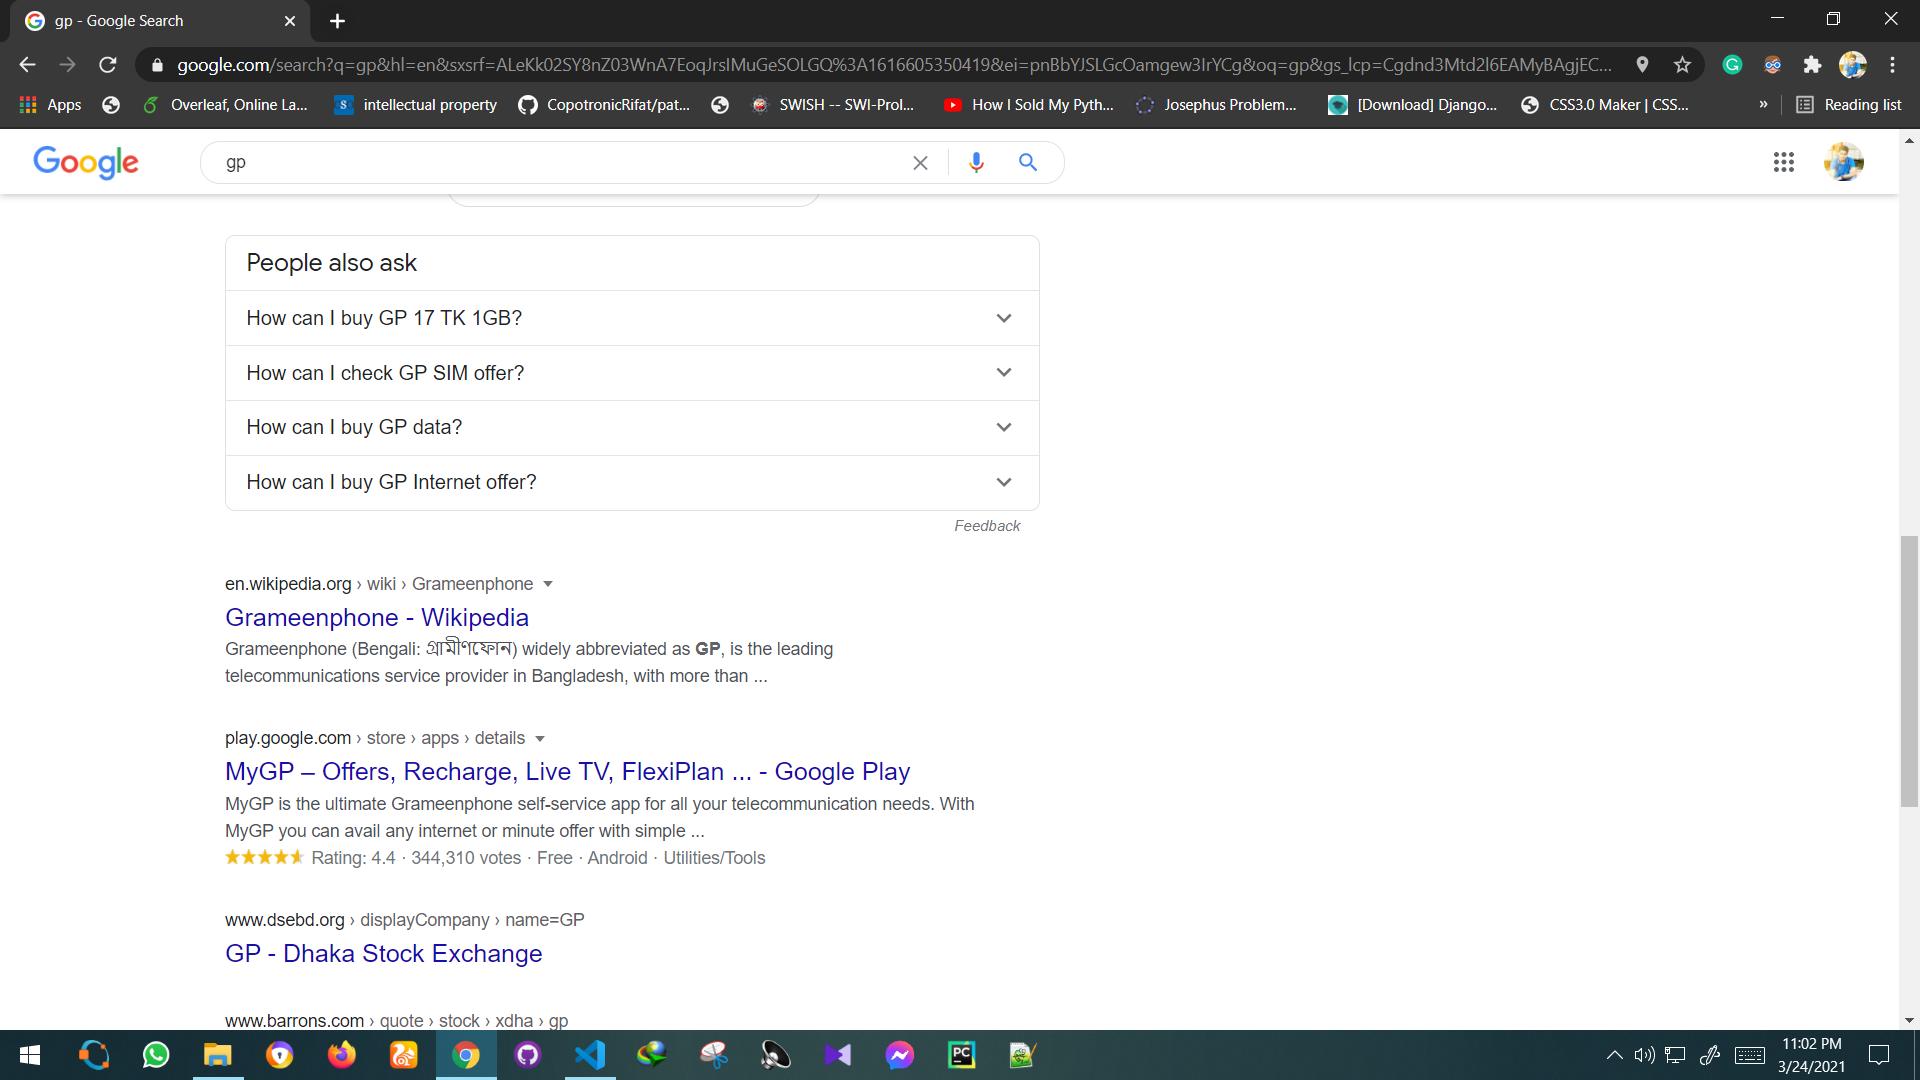 gp - Google Search
google.com/search?q=gp&hl=en&sxsrf=ALeKk02SY8nZ03WnA7EoqJrsIMuGeSOLGQ%3A1616605350419&ei=pnBbYJSLGcOamgew3IrYCg&oq=gp&gs_lcp=Cgdnd3Mtd2l6EAMyBAgjEC...
Apps Overleaf, Online La... intellectual property CopotronicRifat/pat... SWISH -- SWI-Prol... How I Sold My Pyth... Josephus Problem... [Download] Django... CSS3.0 Maker | CSS... » Reading list
Google gp
People also ask
How can I buy GP 17 TK 1GB?
How can I check GP SIM offer?
How can I buy GP data?
How can I buy GP Internet offer?
Feedback
en.wikipedia.org › wiki › Grameenphone
Grameenphone - Wikipedia
Grameenphone (Bengali: গ্রামীণফোন) widely abbreviated as GP, is the leading
telecommunications service provider in Bangladesh, with more than ...
play.google.com › store › apps › details
MyGP – Offers, Recharge, Live TV, FlexiPlan ... - Google Play
MyGP is the ultimate Grameenphone self-service app for all your telecommunication needs. With
MyGP you can avail any internet or minute offer with simple ...
Rating: 4.4 · 344,310 votes · Free · Android · Utilities/Tools
www.dsebd.org › displayCompany › name=GP
GP - Dhaka Stock Exchange
www.barrons.com › quote › stock › xdha › gp
11:02 PM
3/24/2021